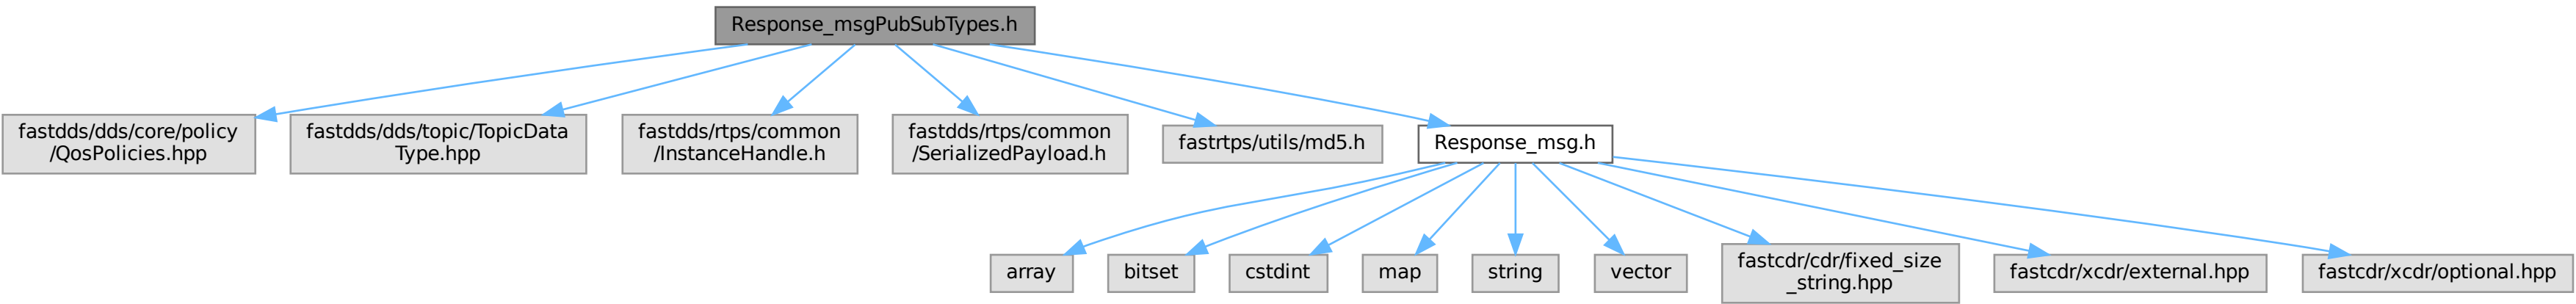 Response_msgPubSubTypes.h
fastdds/dds/core/policy
/QosPolicies.hpp
fastdds/dds/topic/TopicData
Type.hpp
fastdds/rtps/common
/InstanceHandle.h
fastdds/rtps/common
/SerializedPayload.h
fastrtps/utils/md5.h
Response_msg.h
array
bitset
cstdint
map
string
vector
fastcdr/cdr/fixed_size
_string.hpp
fastcdr/xcdr/external.hpp
fastcdr/xcdr/optional.hpp